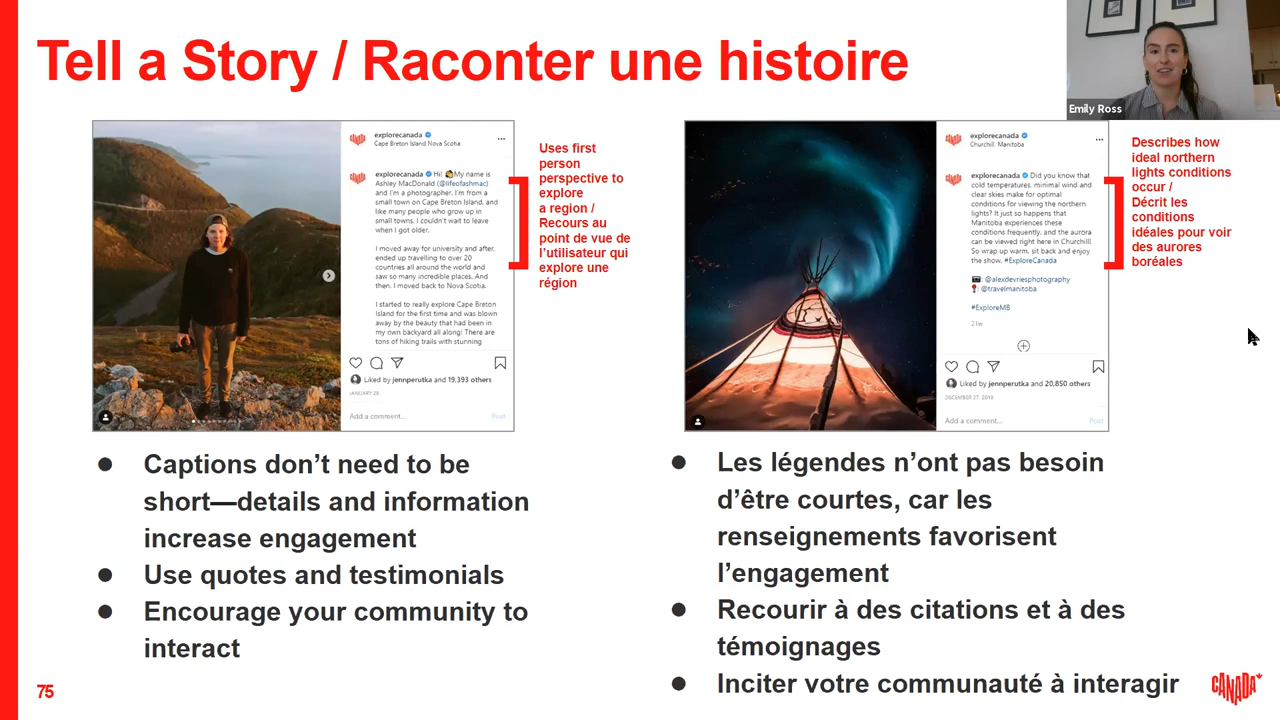 Tell a Story / Raconter une histoire
Emily Ross
explorecanada
Cape Breton Island Nova Scotia
explorecanada Hi! My name is
Ashley MacDonald (@lifeofashmac)
and I'm a photographer. I'm from a
small town on Cape Breton Island, and
like many people who grow up in
small towns, I couldn't wait to leave
when I got older.
I moved away for university and after,
ended up travelling to over 20
countries all around the world and
saw so many incredible places. And
then, I moved back to Nova Scotia.
I started to really explore Cape Breton
Island for the first time and was blown
away by the beauty that had been in
my own backyard all along! There are
tons of hiking trails with stunning
Liked by jennperutka and 19,393 others
JANUARY 28
Add a comment...
Post
Uses first
person
perspective to
explore
a region /
Recours au
point de vue de
l'utilisateur qui
explore une
région
explorecanada
Churchill, Manitoba
explorecanada Did you know that
cold temperatures, minimal wind and
clear skies make for optimal
conditions for viewing the northern
lights? It just so happens that
Manitoba experiences these
conditions frequently, and the aurora
can be viewed right here in Churchill!
So wrap up warm, sit back and enjoy
the show. #ExploreCanada
: @alexdevriesphotography
: @travelmanitoba
#ExploreMB
21w
Liked by jennperutka and 20,850 others
DECEMBER 27, 2019
Add a comment...
Post
Describes how
ideal northern
lights conditions
occur /
Décrit les
conditions
idéales pour voir
des aurores
boréales
● Captions don't need to be
short—details and information
increase engagement
● Use quotes and testimonials
● Encourage your community to
interact
● Les légendes n'ont pas besoin
d'être courtes, car les
renseignements favorisent
l'engagement
● Recourir à des citations et à des
témoignages
● Inciter votre communauté à interagir
75
CANADA